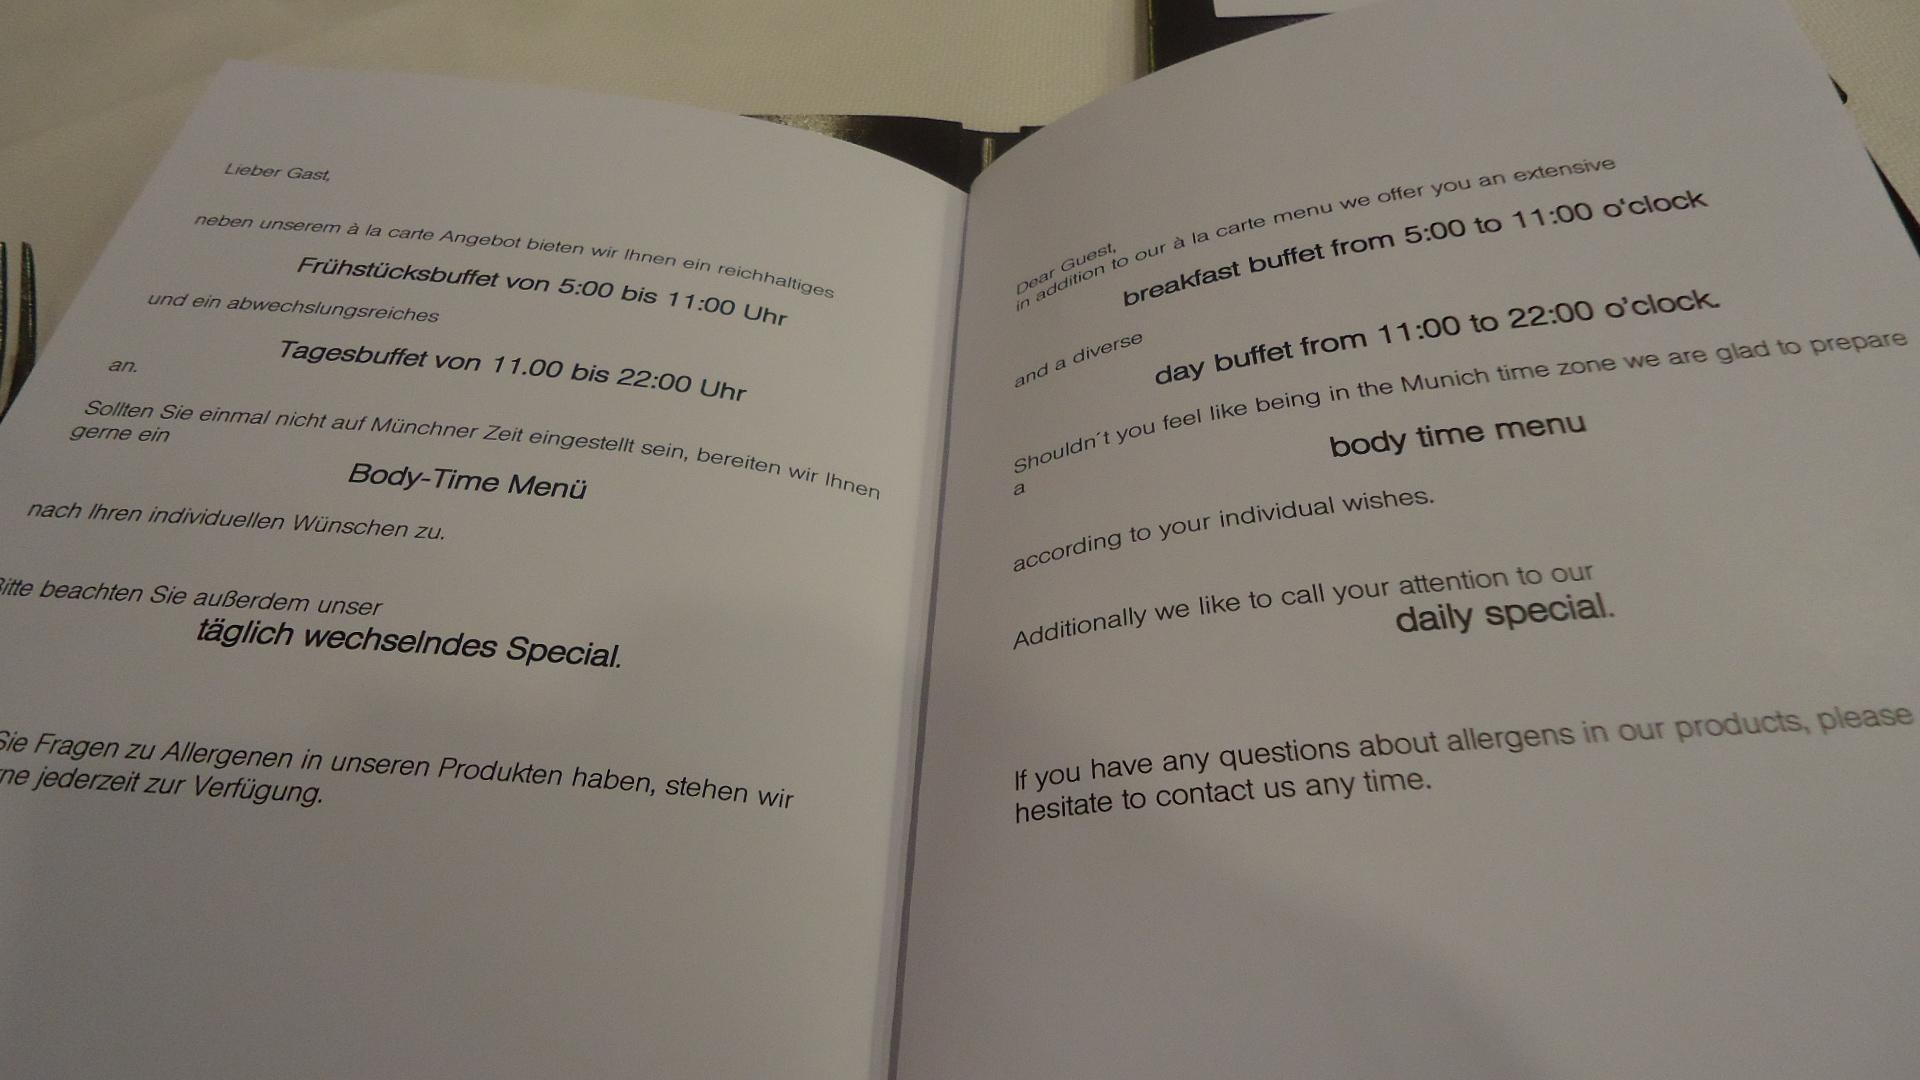 Lieber Gast,
neben unserem à la carte Angebot bieten wir Ihnen ein reichhaltiges
Frühstücksbuffet von 5:00 bis 11:00 Uhr
und ein abwechslungsreiches
Tagesbuffet von 11.00 bis 22:00 Uhr
an.
Sollten Sie einmal nicht auf Münchner Zeit eingestellt sein, bereiten wir Ihnen
gerne ein
Body-Time Menü
nach Ihren individuellen Wünschen zu.
Bitte beachten Sie außerdem unser
täglich wechselndes Special.
Sie Fragen zu Allergenen in unseren Produkten haben, stehen wir
jederzeit zur Verfügung.
Dear Guest,
in addition to our à la carte menu we offer you an extensive
breakfast buffet from 5:00 to 11:00 o'clock
and a diverse
day buffet from 11:00 to 22:00 o'clock.
Shouldn´t you feel like being in the Munich time zone we are glad to prepare
a
body time menu
according to your individual wishes.
Additionally we like to call your attention to our
daily special.
If you have any questions about allergens in our products, please
hesitate to contact us any time.